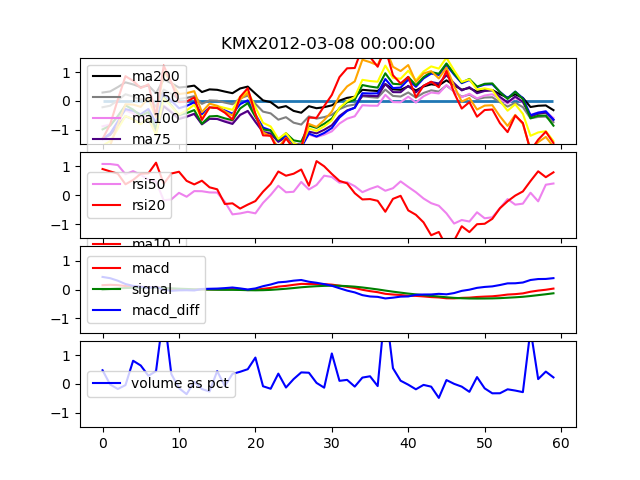 KMX2012-03-08 00:00:00
1
0
−1
ma200
ma150
ma100
ma75
1
0
−1
rsi50
rsi20
ma10
1
0
−1
macd
signal
macd_diff
1
0
−1
volume as pct
0 10 20 30 40 50 60